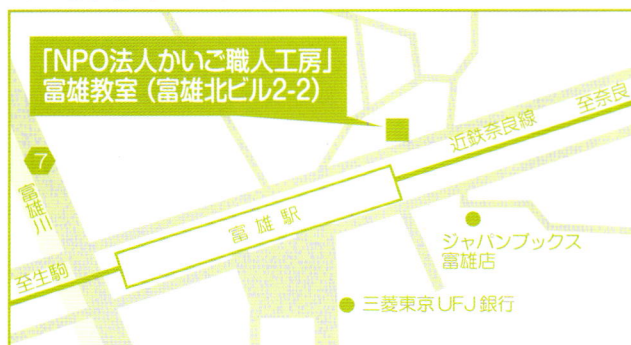 「NPO法人かいご職人工房」
富雄教室（富雄北ビル2-2）
7
富雄川
近鉄奈良線
至奈良
富雄駅
至生駒
ジャパンブックス
富雄店
三菱東京UFJ銀行